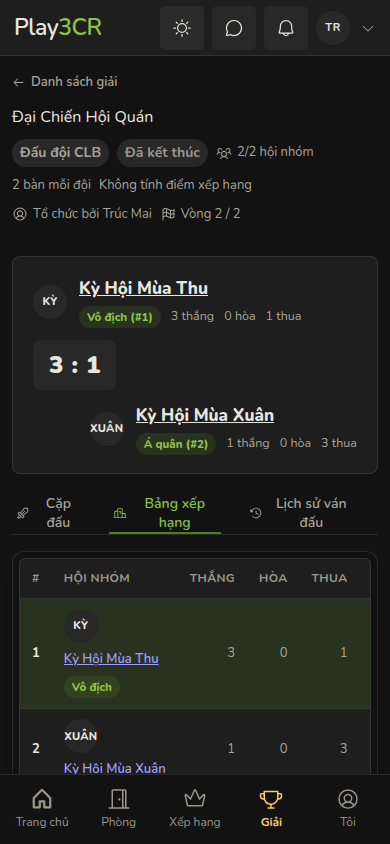 Play3CR
TR
← Danh sách giải
Đại Chiến Hội Quán
Đấu đội CLB Đã kết thúc 2/2 hội nhóm
2 bàn mỗi đội Không tính điểm xếp hạng
Tổ chức bởi Trúc Mai Vòng 2 / 2
KỲ
Kỳ Hội Mùa Thu
Vô địch (#1) 3 thắng 0 hòa 1 thua
3 : 1
XUÂN
Kỳ Hội Mùa Xuân
Á quân (#2) 1 thắng 0 hòa 3 thua
Cặp đấu
Bảng xếp hạng
Lịch sử ván đấu
# HỘI NHÓM THẮNG HÒA THUA
KỲ
1 Kỳ Hội Mùa Thu 3 0 1
Vô địch
XUÂN
2 Kỳ Hội Mùa Xuân 1 0 3
Trang chủ Phòng Xếp hạng Giải Tôi